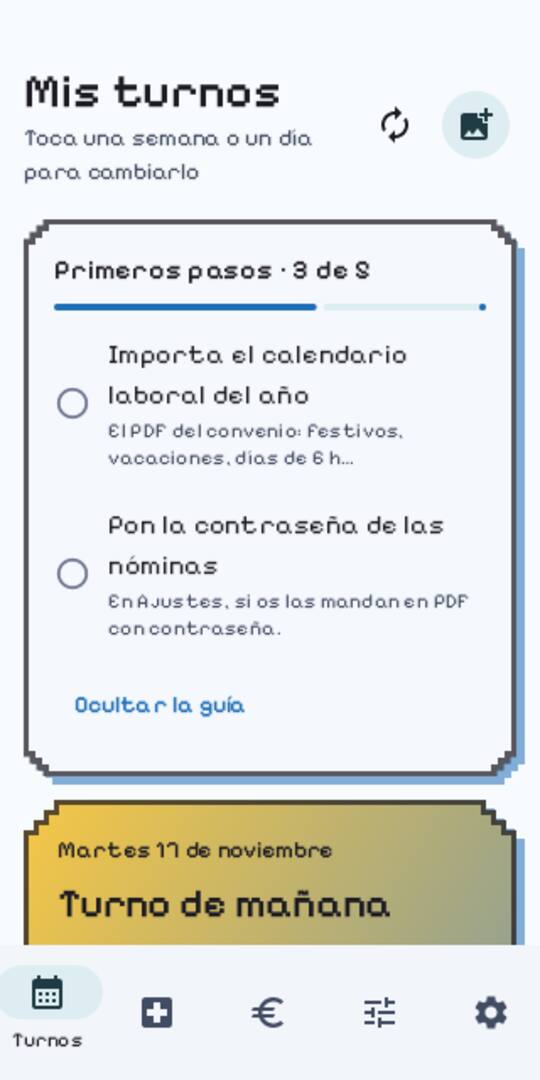 Mis turnos
Toca una semana o un día
para cambiarlo
Primeros pasos · 3 de 5
Importa el calendario
laboral del año
El PDF del convenio: festivos,
vacaciones, días de 6 h...
Pon la contraseña de las
nóminas
En Ajustes, si os las mandan en PDF
con contraseña.
Ocultar la guía
Martes 17 de noviembre
Turno de mañana
Turnos